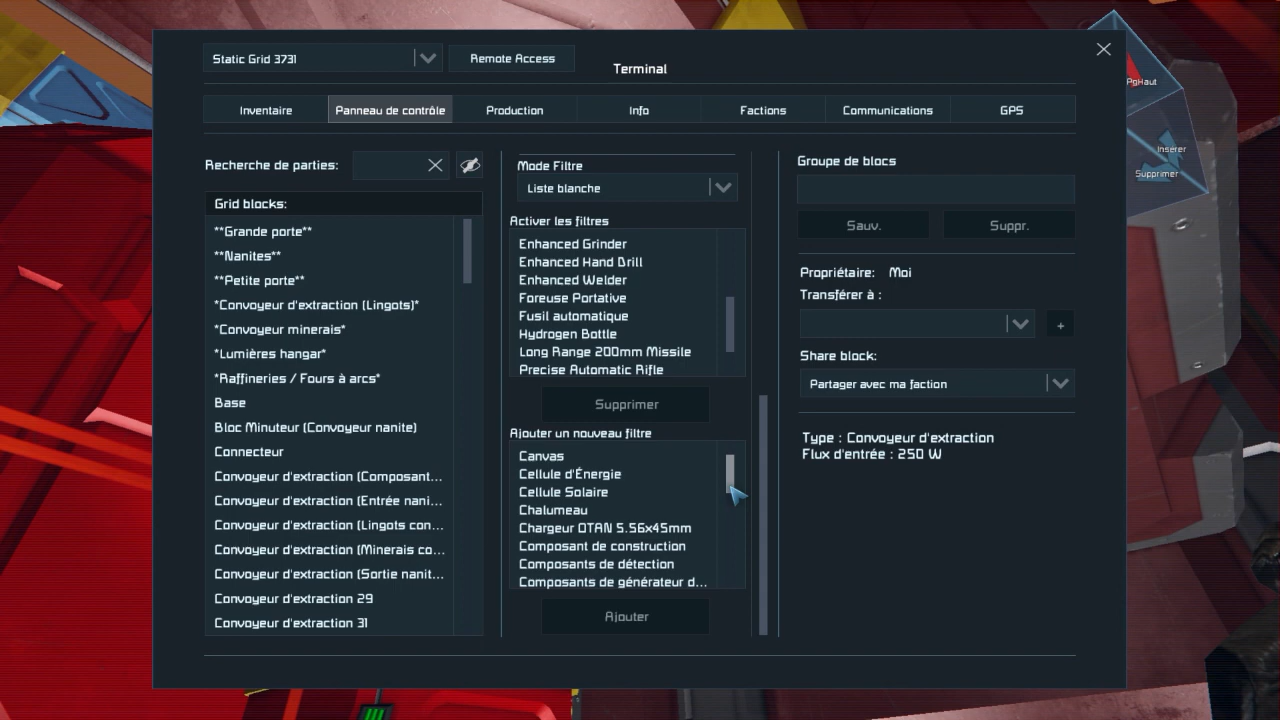 Static Grid 3731
Remote Access
Terminal
Inventaire
Panneau de contrôle
Production
Info
Factions
Communications
GPS
Recherche de parties:
Grid blocks:
**Grande porte**
**Nanites**
**Petite porte**
*Convoyeur d'extraction (Lingots)*
*Convoyeur minerais*
*Lumières hangar*
*Raffineries / Fours à arcs*
Base
Bloc Minuteur (Convoyeur nanite)
Connecteur
Convoyeur d'extraction (Composant...
Convoyeur d'extraction (Entrée nani...
Convoyeur d'extraction (Lingots con...
Convoyeur d'extraction (Minerais co...
Convoyeur d'extraction (Sortie nanit...
Convoyeur d'extraction 29
Convoyeur d'extraction 31
Mode Filtre
Liste blanche
Activer les filtres
Enhanced Grinder
Enhanced Hand Drill
Enhanced Welder
Foreuse Portative
Fusil automatique
Hydrogen Bottle
Long Range 200mm Missile
Precise Automatic Rifle
Supprimer
Ajouter un nouveau filtre
Canvas
Cellule d'Énergie
Cellule Solaire
Chalumeau
Chargeur OTAN 5.56x45mm
Composant de construction
Composants de détection
Composants de générateur d...
Ajouter
Groupe de blocs
Sauv.
Suppr.
Propriétaire: Moi
Transférer à :
+
Share block:
Partager avec ma faction
Type : Convoyeur d'extraction
Flux d'entrée : 250 W
PgHaut
Insérer
Supprimer